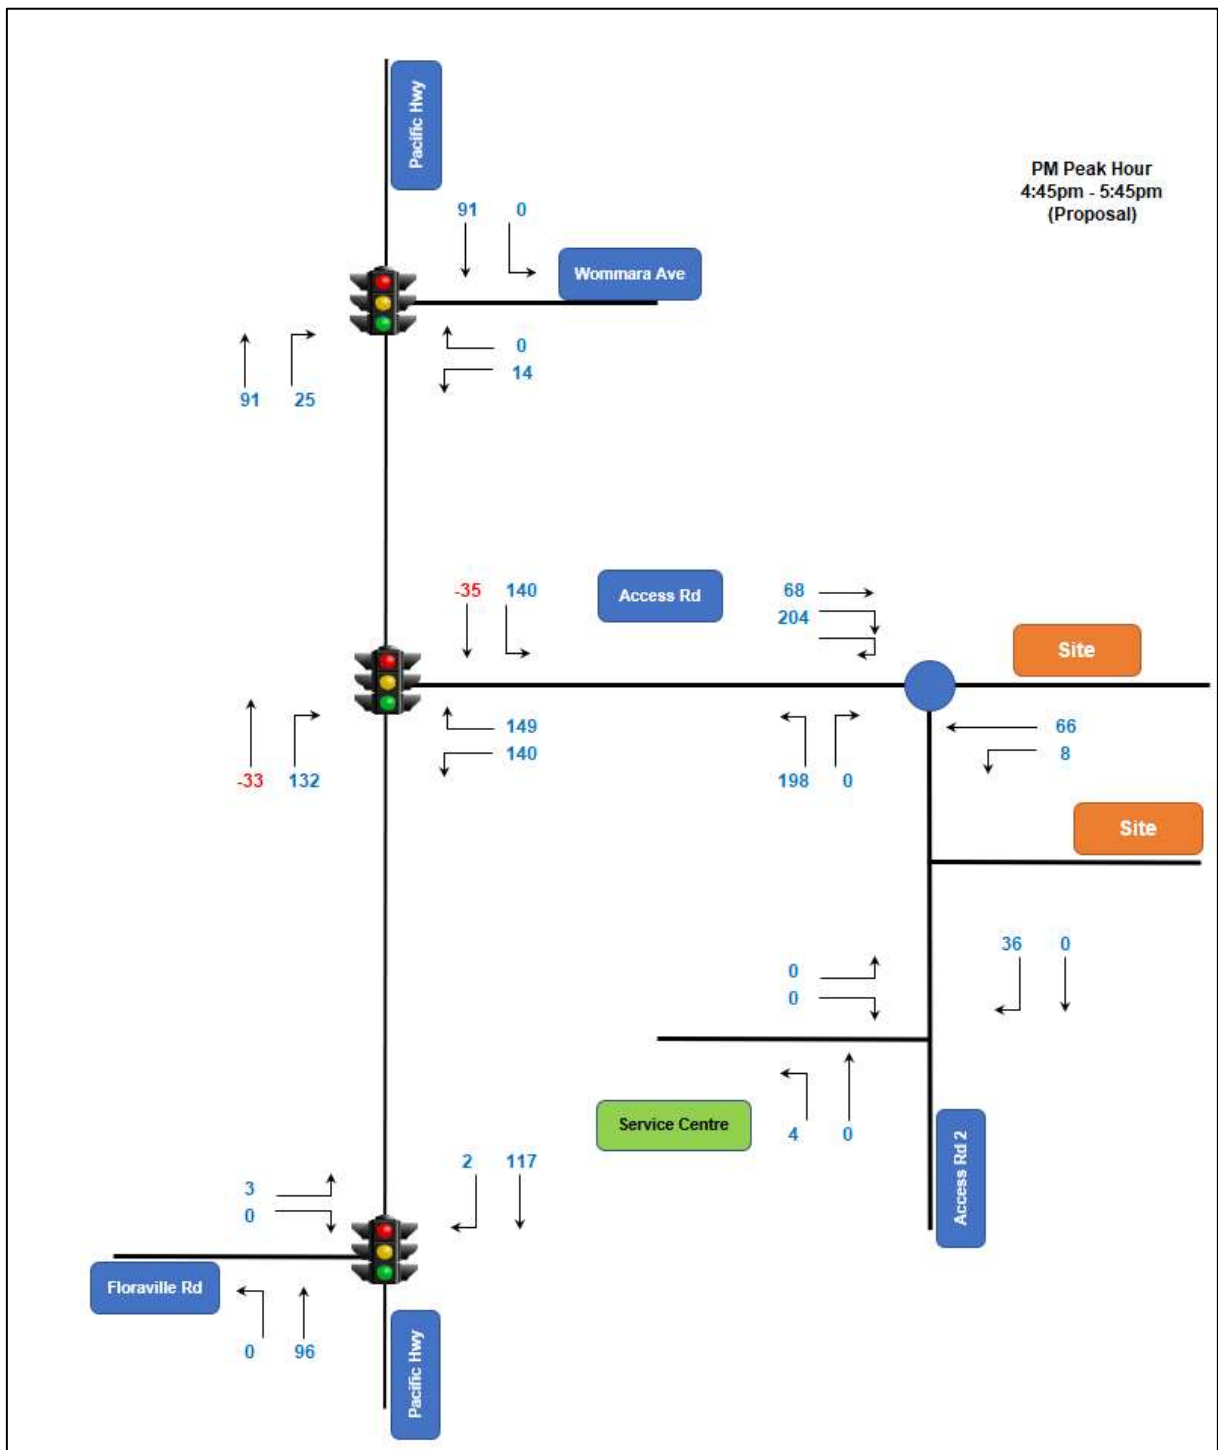 Pacific Hwy
PM Peak Hour
4:45pm - 5:45pm
(Proposal)
91 0
Wommara Ave
0
14
91 25
-35 140
Access Rd
68
204
Site
149
140
66
8
-33 132
198 0
Site
36 0
0
0
Service Centre
4 0
Access Rd 2
2 117
3
0
Floraville Rd
0 96
Pacific Hwy